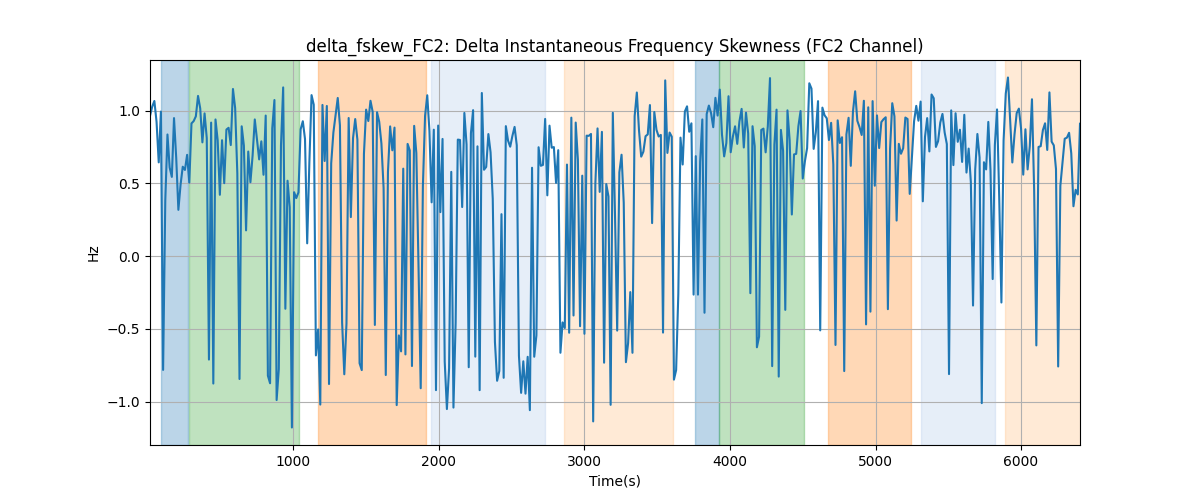 delta_fskew_FC2: Delta Instantaneous Frequency Skewness (FC2 Channel)
1.0
0.5
0.0
−0.5
−1.0
Hz
1000 2000 3000 4000 5000 6000
Time(s)